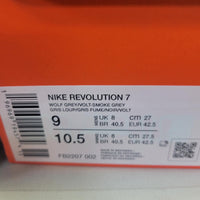 NIKE REVOLUTION 7
WOLF GREY/VOLT-SMOKE GREY
GRIS LOUP/GRIS FUME/NOIR/VOLT
9 UK 8 cm 27
BR 40.5 EUR 42.5
10.5 UK 8 cm 27.5
BR 40.5 EUR 42.5
FB2207 002